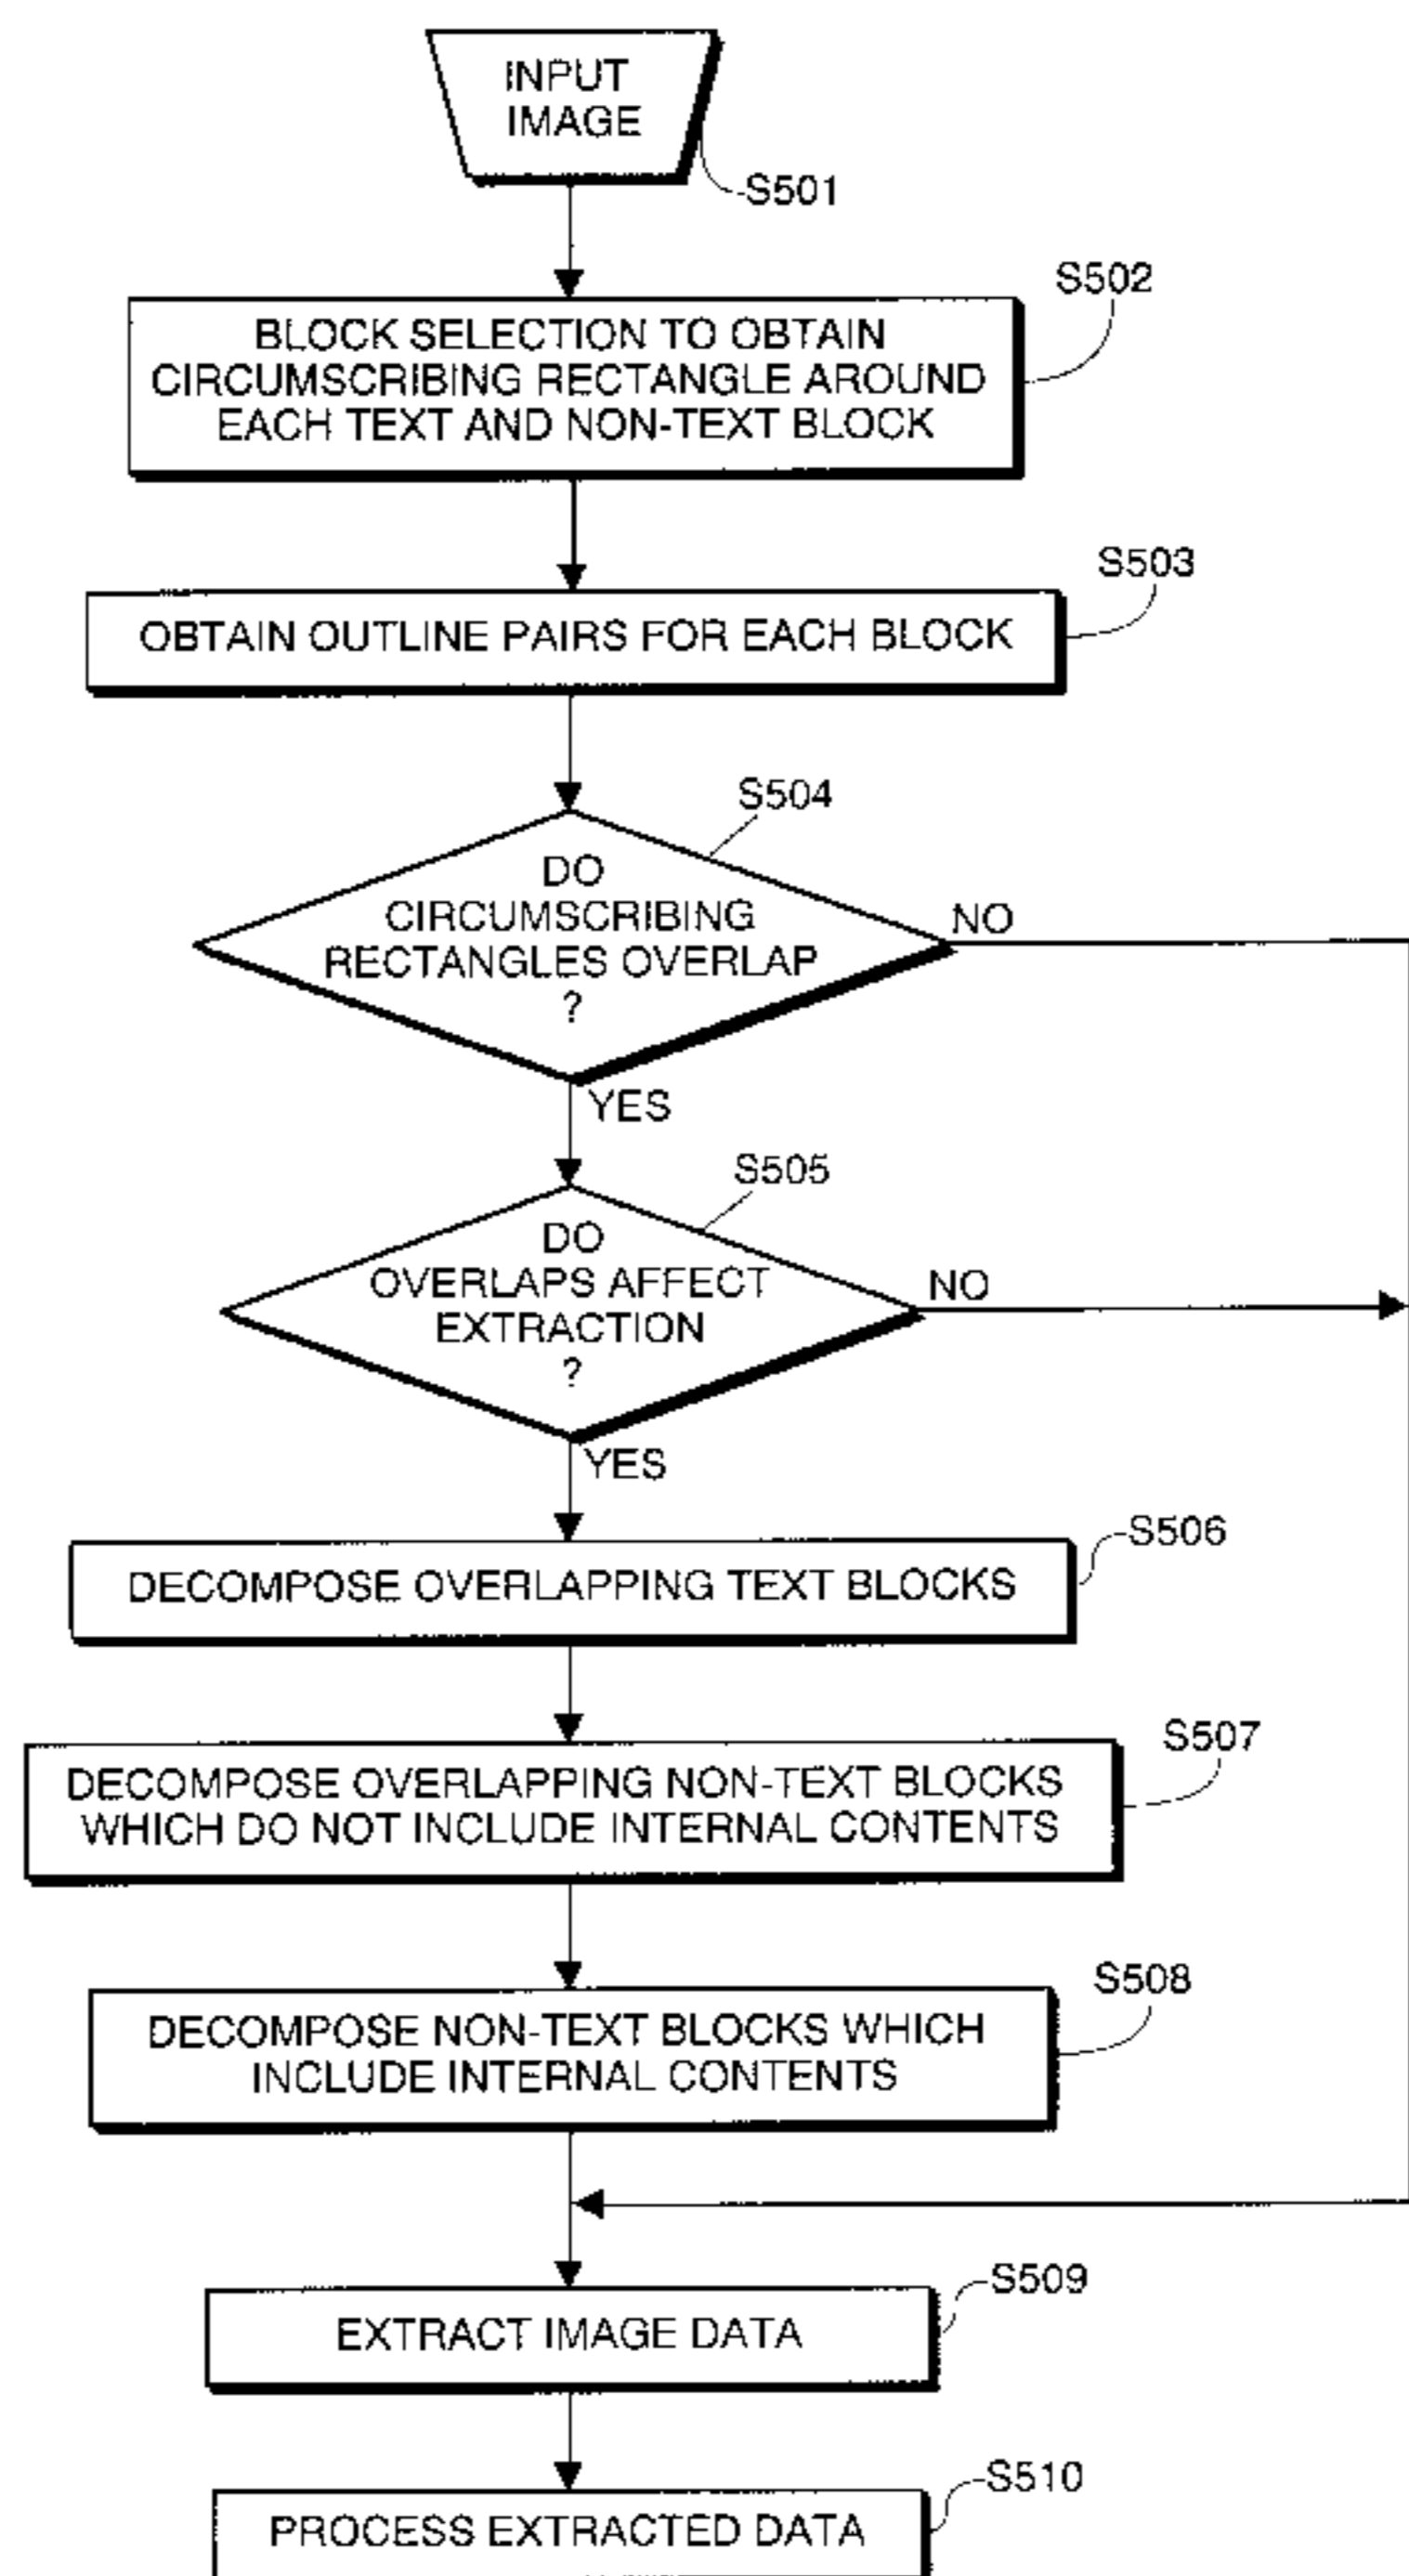 INPUT
IMAGE
S501
S502
BLOCK SELECTION TO OBTAIN
CIRCUMSCRIBING RECTANGLE AROUND
EACH TEXT AND NON-TEXT BLOCK
S503
OBTAIN OUTLINE PAIRS FOR EACH BLOCK
S504
DO
CIRCUMSCRIBING
RECTANGLES OVERLAP
?
NO
YES
S505
DO
OVERLAPS AFFECT
EXTRACTION
?
NO
YES
S506
DECOMPOSE OVERLAPPING TEXT BLOCKS
S507
DECOMPOSE OVERLAPPING NON-TEXT BLOCKS
WHICH DO NOT INCLUDE INTERNAL CONTENTS
S508
DECOMPOSE NON-TEXT BLOCKS WHICH
INCLUDE INTERNAL CONTENTS
S509
EXTRACT IMAGE DATA
S510
PROCESS EXTRACTED DATA